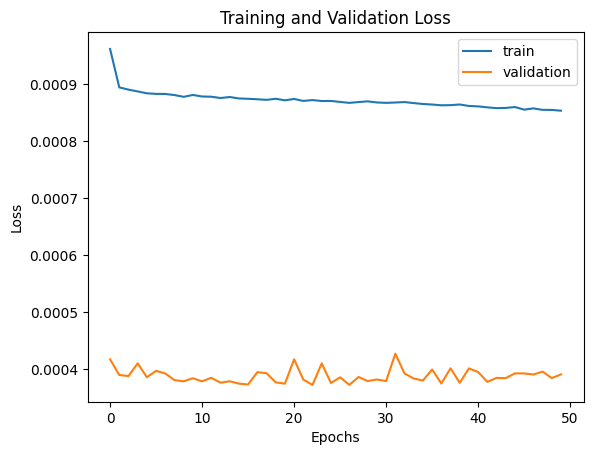 Training and Validation Loss
train
validation
Loss
0.0009
0.0008
0.0007
0.0006
0.0005
0.0004
0
10
20
30
40
50
Epochs